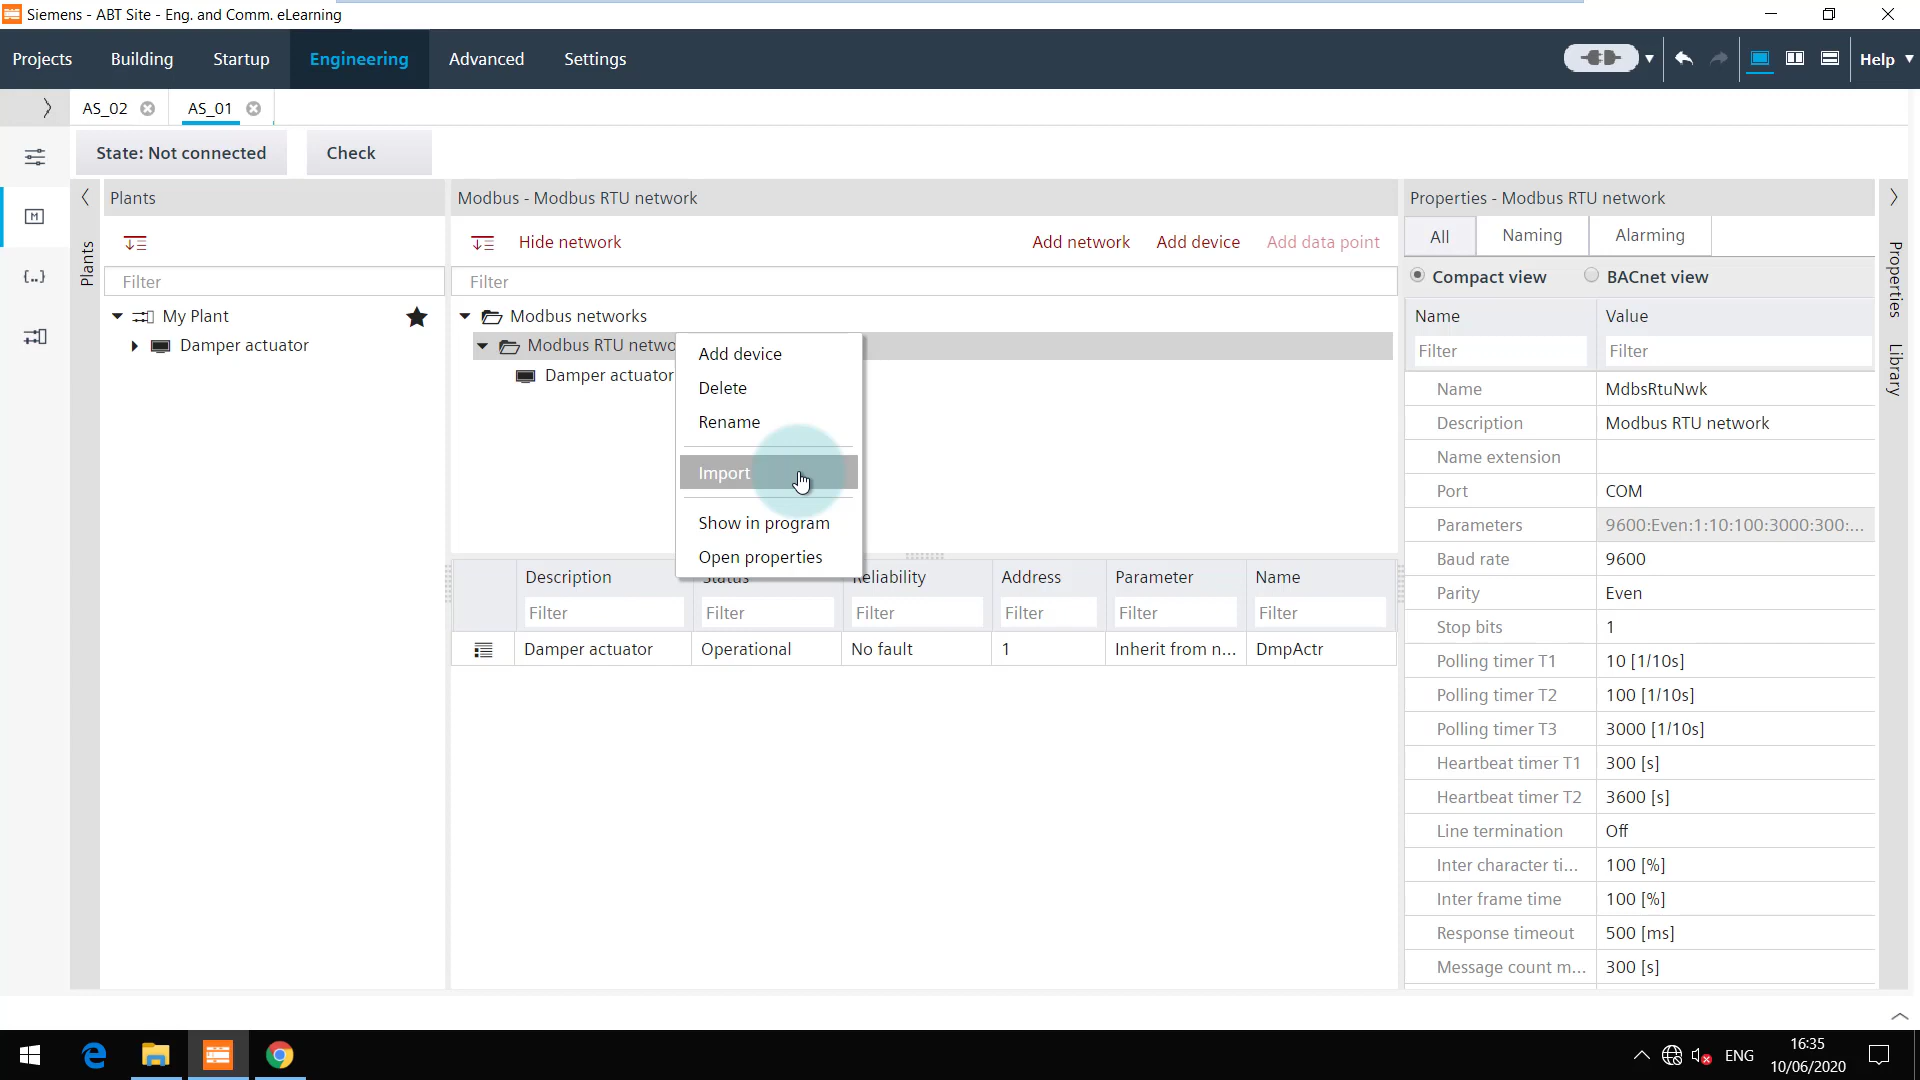 Siemens - ABT Site - Eng. and Comm. eLearning
Projects Building Startup Engineering Advanced Settings Help
AS_02 AS_01
State: Not connected Check
Plants
Modbus - Modbus RTU network
Properties - Modbus RTU network
Hide network Add network Add device Add data point
All Naming Alarming
Filter
Filter
Compact view BACnet view
Plants
Properties
Library
My Plant
Damper actuator
Modbus networks
Modbus RTU netwo
Damper actuator
Add device
Delete
Rename
Import
Show in program
Open properties
Description Status Reliability Address Parameter Name
Filter Filter Filter Filter Filter Filter
Damper actuator Operational No fault 1 Inherit from n... DmpActr
Name Value
Filter Filter
Name MdbsRtuNwk
Description Modbus RTU network
Name extension
Port COM
Parameters 9600:Even:1:10:100:3000:300:...
Baud rate 9600
Parity Even
Stop bits 1
Polling timer T1 10 [1/10s]
Polling timer T2 100 [1/10s]
Polling timer T3 3000 [1/10s]
Heartbeat timer T1 300 [s]
Heartbeat timer T2 3600 [s]
Line termination Off
Inter character ti... 100 [%]
Inter frame time 100 [%]
Response timeout 500 [ms]
Message count m... 300 [s]
ENG
16:35
10/06/2020